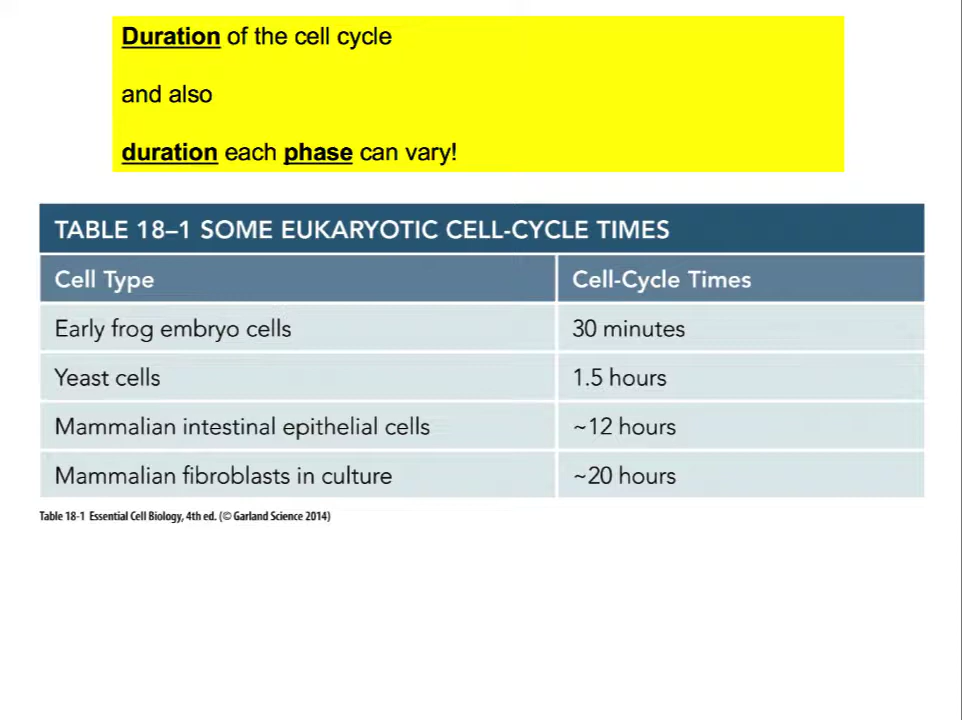 Duration of the cell cycle
and also
duration each phase can vary!
TABLE 18–1 SOME EUKARYOTIC CELL-CYCLE TIMES
Cell Type Cell-Cycle Times
Early frog embryo cells 30 minutes
Yeast cells 1.5 hours
Mammalian intestinal epithelial cells ~12 hours
Mammalian fibroblasts in culture ~20 hours
Table 18-1 Essential Cell Biology, 4th ed. (© Garland Science 2014)